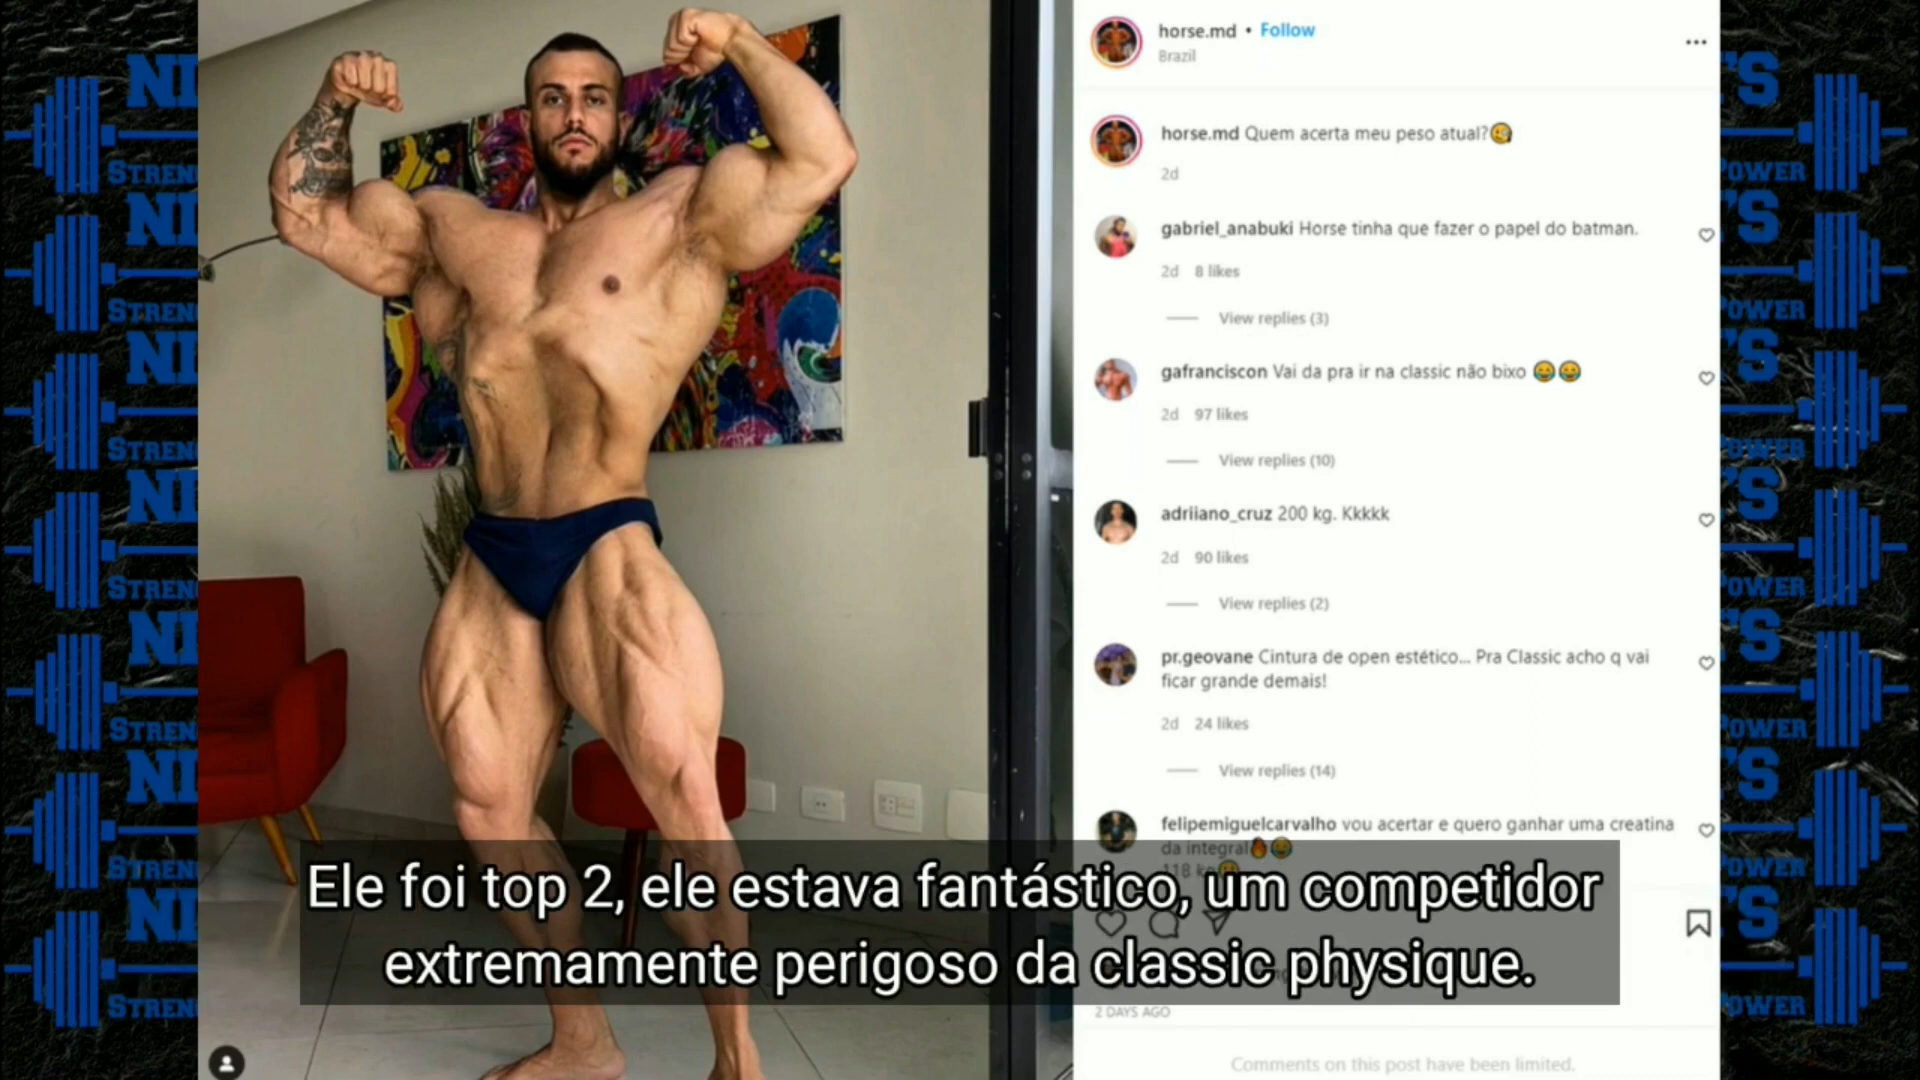 horse.md • Follow
Brazil
horse.md Quem acerta meu peso atual?
2d
gabriel_anabuki Horse tinha que fazer o papel do batman.
2d 8 likes
View replies (3)
gafranciscon Vai da pra ir na classic não bixo
2d 97 likes
View replies (10)
adriiano_cruz 200 kg. Kkkkk
2d 90 likes
View replies (2)
pr.geovane Cintura de open estético... Pra Classic acho q vai
ficar grande demais!
2d 24 likes
View replies (14)
felipemiguelcarvalho vou acertar e quero ganhar uma creatina
da integral
118 kg
Ele foi top 2, ele estava fantástico, um competidor
extremamente perigoso da classic physique.
2 DAYS AGO
Comments on this post have been limited.